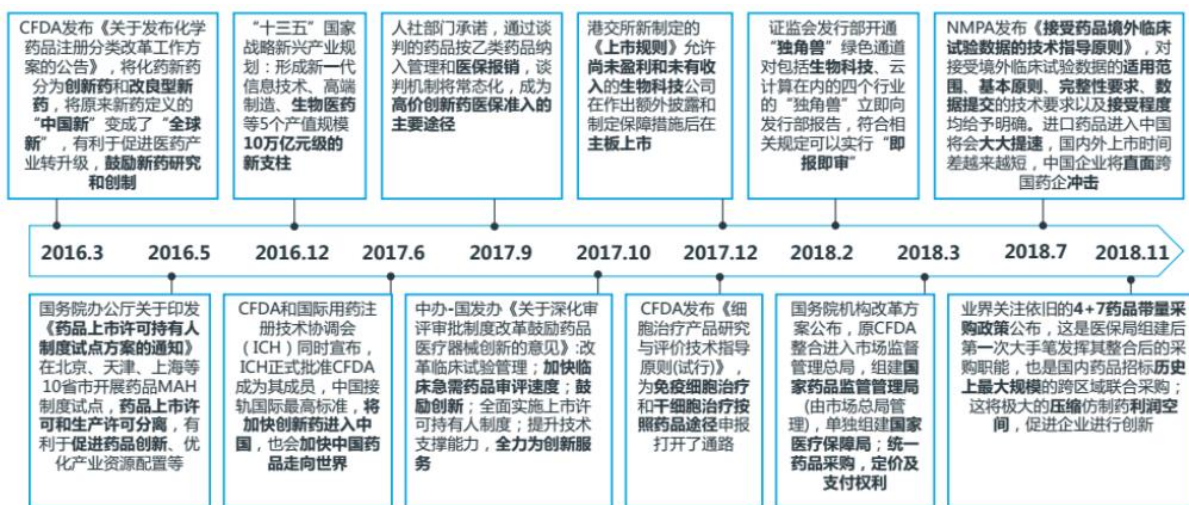 CFDA发布《关于发布化学
药品注册分类改革工作方
案的公告》，将化药新药
分为创新药和改良型新
药，将原来新药定义的
“中国新”变成了“全球
新”，有利于促进医药产
业转升级，鼓励新药研究
和创制
“十三五”国家
战略新兴产业规
划：形成新一代
信息技术、高端
制造、生物医药
等5个产值规模
10万亿元级的
新支柱
人社部门承诺，通过谈
判的药品按乙类药品纳
入管理和医保报销，谈
判机制将常态化，成为
高价创新药医保准入的
主要途径
港交所新制定的
《上市规则》允许
尚未盈利和未有收
入的生物科技公司
在作出额外披露和
制定保障措施后在
主板上市
证监会发行部开通
“独角兽”绿色通道
对包括生物科技、云
计算在内的四个行业
的“独角兽”立即向
发行部报告，符合相
关规定可以实行“即
报即审”
NMPA发布《接受药品境外临床
试验数据的技术指导原则》，对
接受境外临床试验数据的适用范
围、基本原则、完整性要求、数
据提交的技术要求以及接受程度
均给予明确。进口药品进入中国
将会大大提速，国内外上市时间
差越来越短，中国企业将直面跨
国药企冲击
2016.3 2016.5 2016.12 2017.6 2017.9 2017.10 2017.12 2018.2 2018.3 2018.7 2018.11
国务院办公厅关于印发
《药品上市许可持有人
制度试点方案的通知》
在北京、天津、上海等
10省市开展药品MAH
制度试点，药品上市许
可和生产许可分离，有
利于促进药品创新、优
化产业资源配置等
CFDA和国际用药注
册技术协调会
（ICH）同时宣布，
ICH正式批准CFDA
成为其成员，中国接
轨国际最高标准，将
加快创新药进入中
国，也会加快中国药
品走向世界
中办-国发办《关于深化审
评审批制度改革鼓励药品
医疗器械创新的意见》:改
革临床试验管理；加快临
床急需药品审评速度；鼓
励创新；全面实施上市许
可持有人制度；提升技术
支撑能力，全力为创新服
务
CFDA发布《细
胞治疗产品研究
与评价技术指导
原则(试行)》，
为免疫细胞治疗
和干细胞治疗按
照药品途径申报
打开了通路
国务院机构改革方
案公布，原CFDA
整合进入市场监督
管理总局，组建国
家药品监管管理局
(由市场总局管
理)，单独组建国家
医疗保障局；统一
药品采购，定价及
支付权利
业界关注依旧的4+7药品带量采
购政策公布，这是医保局组建后
第一次大手笔发挥其整合后的采
购职能，也是国内药品招标历史
上最大规模的跨区域联合采购；
这将极大的压缩仿制药利润空
间，促进企业进行创新